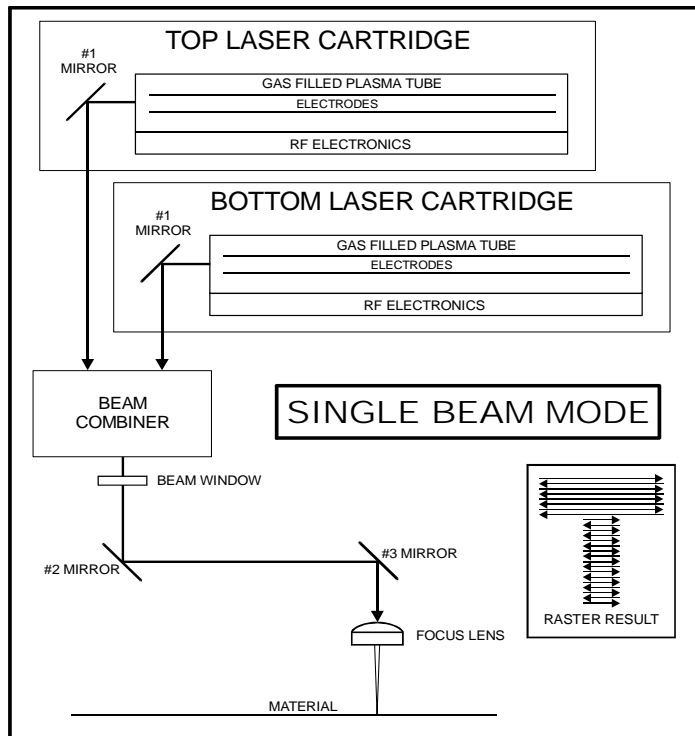 TOP LASER CARTRIDGE
#1
MIRROR
GAS FILLED PLASMA TUBE
ELECTRODES
RF ELECTRONICS
BOTTOM LASER CARTRIDGE
#1
MIRROR
GAS FILLED PLASMA TUBE
ELECTRODES
RF ELECTRONICS
BEAM
COMBINER
SINGLE BEAM MODE
BEAM WINDOW
#2 MIRROR
#3 MIRROR
FOCUS LENS
RASTER RESULT
MATERIAL